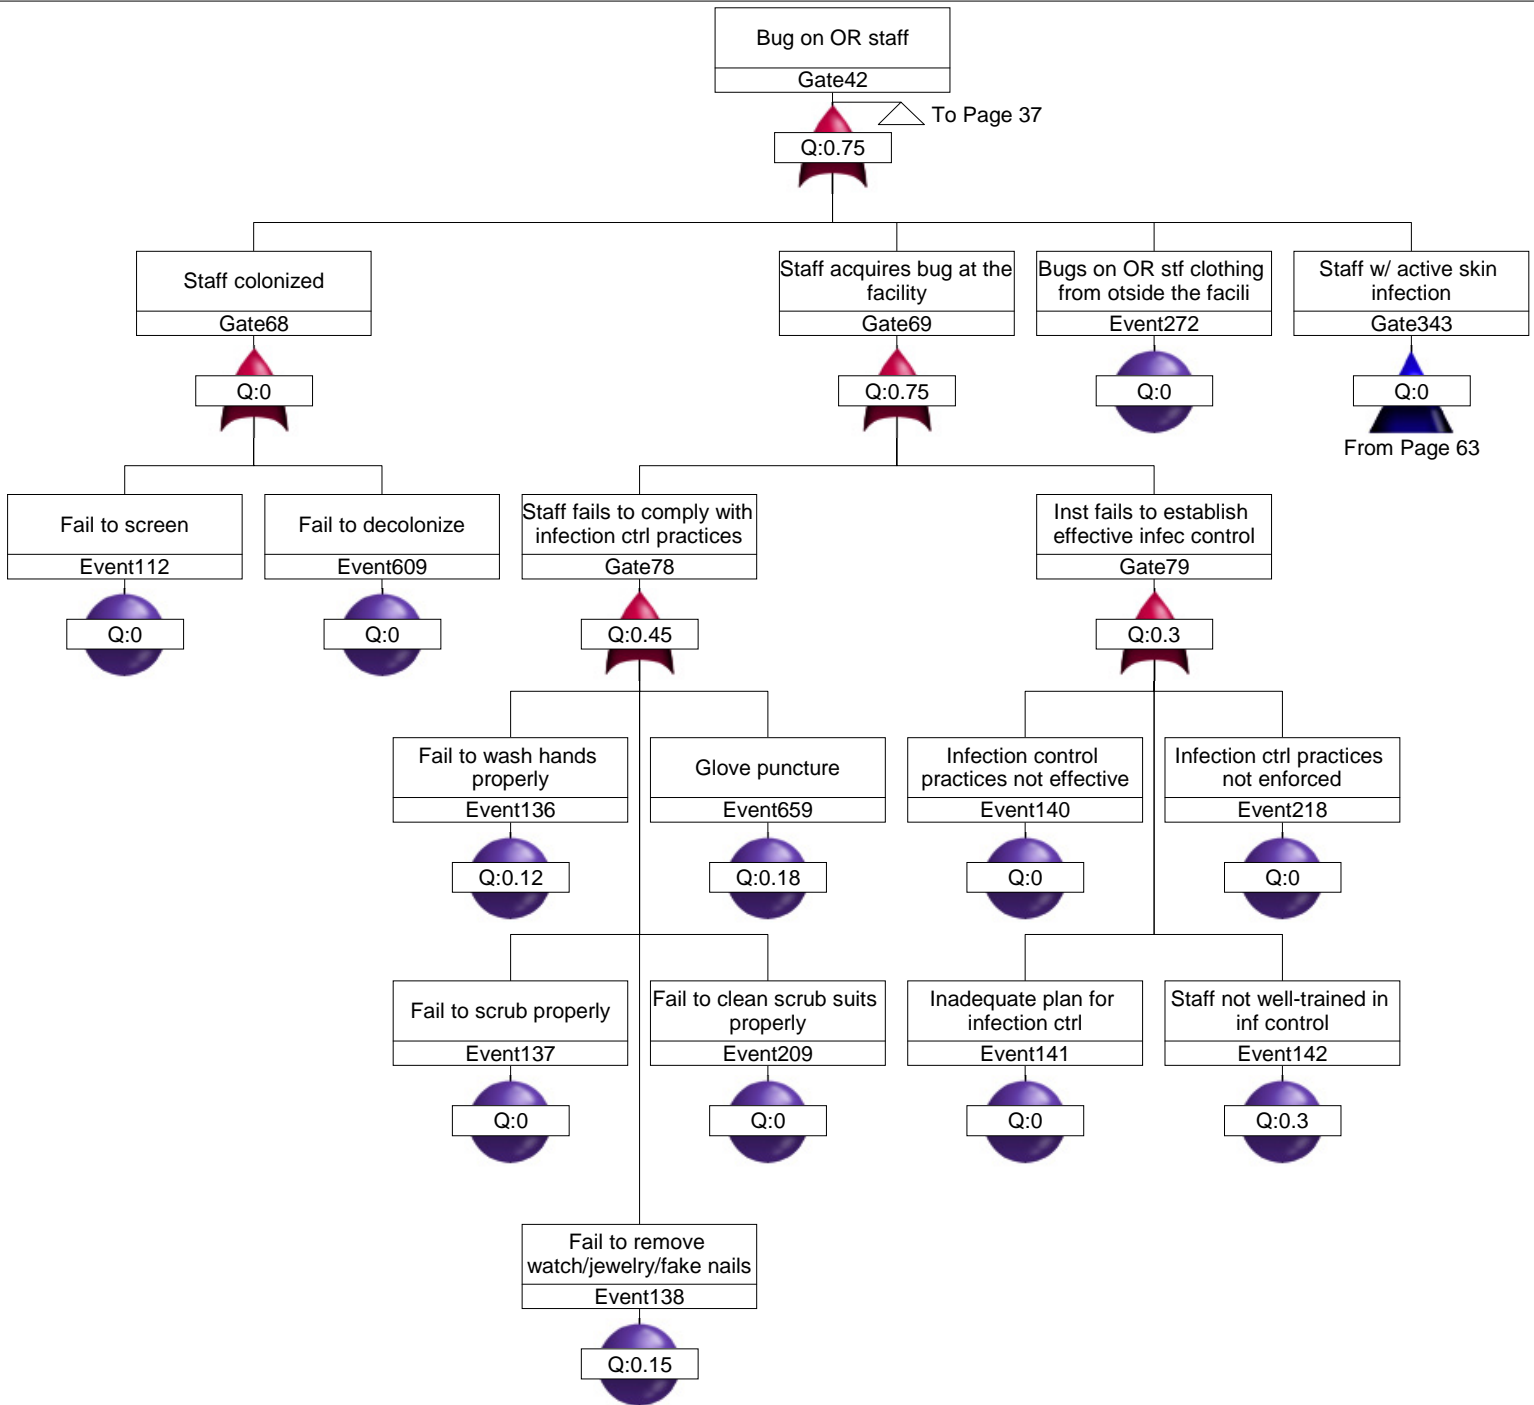 Bug on OR staff
Gate42
To Page 37
Q:0.75
Staff colonized
Gate68
Q:0
Staff acquires bug at the
facility
Gate69
Q:0.75
Bugs on OR stf clothing
from otside the facili
Event272
Q:0
Staff w/ active skin
infection
Gate343
Q:0
From Page 63
Fail to screen
Event112
Q:0
Fail to decolonize
Event609
Q:0
Staff fails to comply with
infection ctrl practices
Gate78
Q:0.45
Inst fails to establish
effective infec control
Gate79
Q:0.3
Fail to wash hands
properly
Event136
Q:0.12
Glove puncture
Event659
Q:0.18
Infection control
practices not effective
Event140
Q:0
Infection ctrl practices
not enforced
Event218
Q:0
Fail to scrub properly
Event137
Q:0
Fail to clean scrub suits
properly
Event209
Q:0
Inadequate plan for
infection ctrl
Event141
Q:0
Staff not well-trained in
inf control
Event142
Q:0.3
Fail to remove
watch/jewelry/fake nails
Event138
Q:0.15